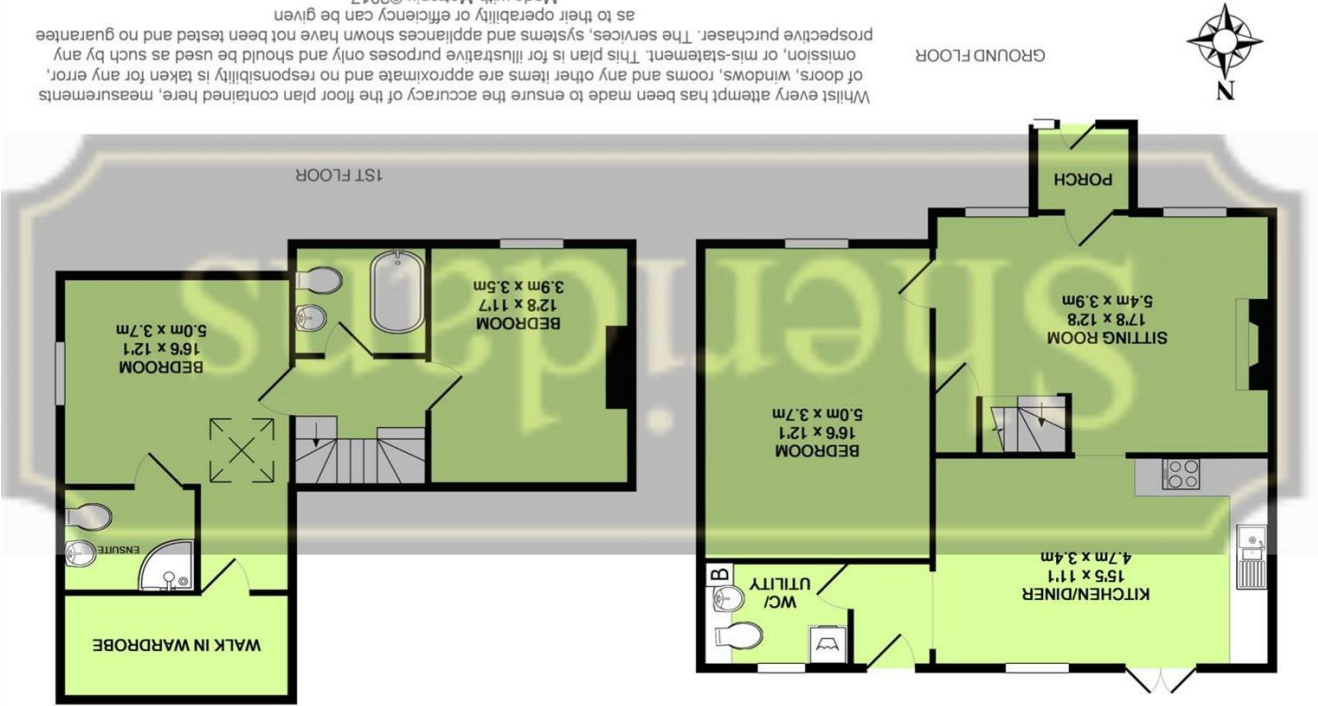 KITCHEN/DINER
15'5 x 11'1
4.7m x 3.4m
WC/
UTILITY
B
SITTING ROOM
17'8 x 12'8
5.4m x 3.9m
BEDROOM
16'6 x 12'1
5.0m x 3.7m
PORCH
GROUND FLOOR
WALK IN WARDROBE
ENSUITE
BEDROOM
12'8 x 11'7
3.9m x 3.5m
BEDROOM
16'6 x 12'1
5.0m x 3.7m
1ST FLOOR
Sheridans
N
Whilst every attempt has been made to ensure the accuracy of the floor plan contained here, measurements
of doors, windows, rooms and any other items are approximate and no responsibility is taken for any error,
omission, or mis-statement. This plan is for illustrative purposes only and should be used as such by any
prospective purchaser. The services, systems and appliances shown have not been tested and no guarantee
as to their operability or efficiency can be given
Made with Metropix ©2017